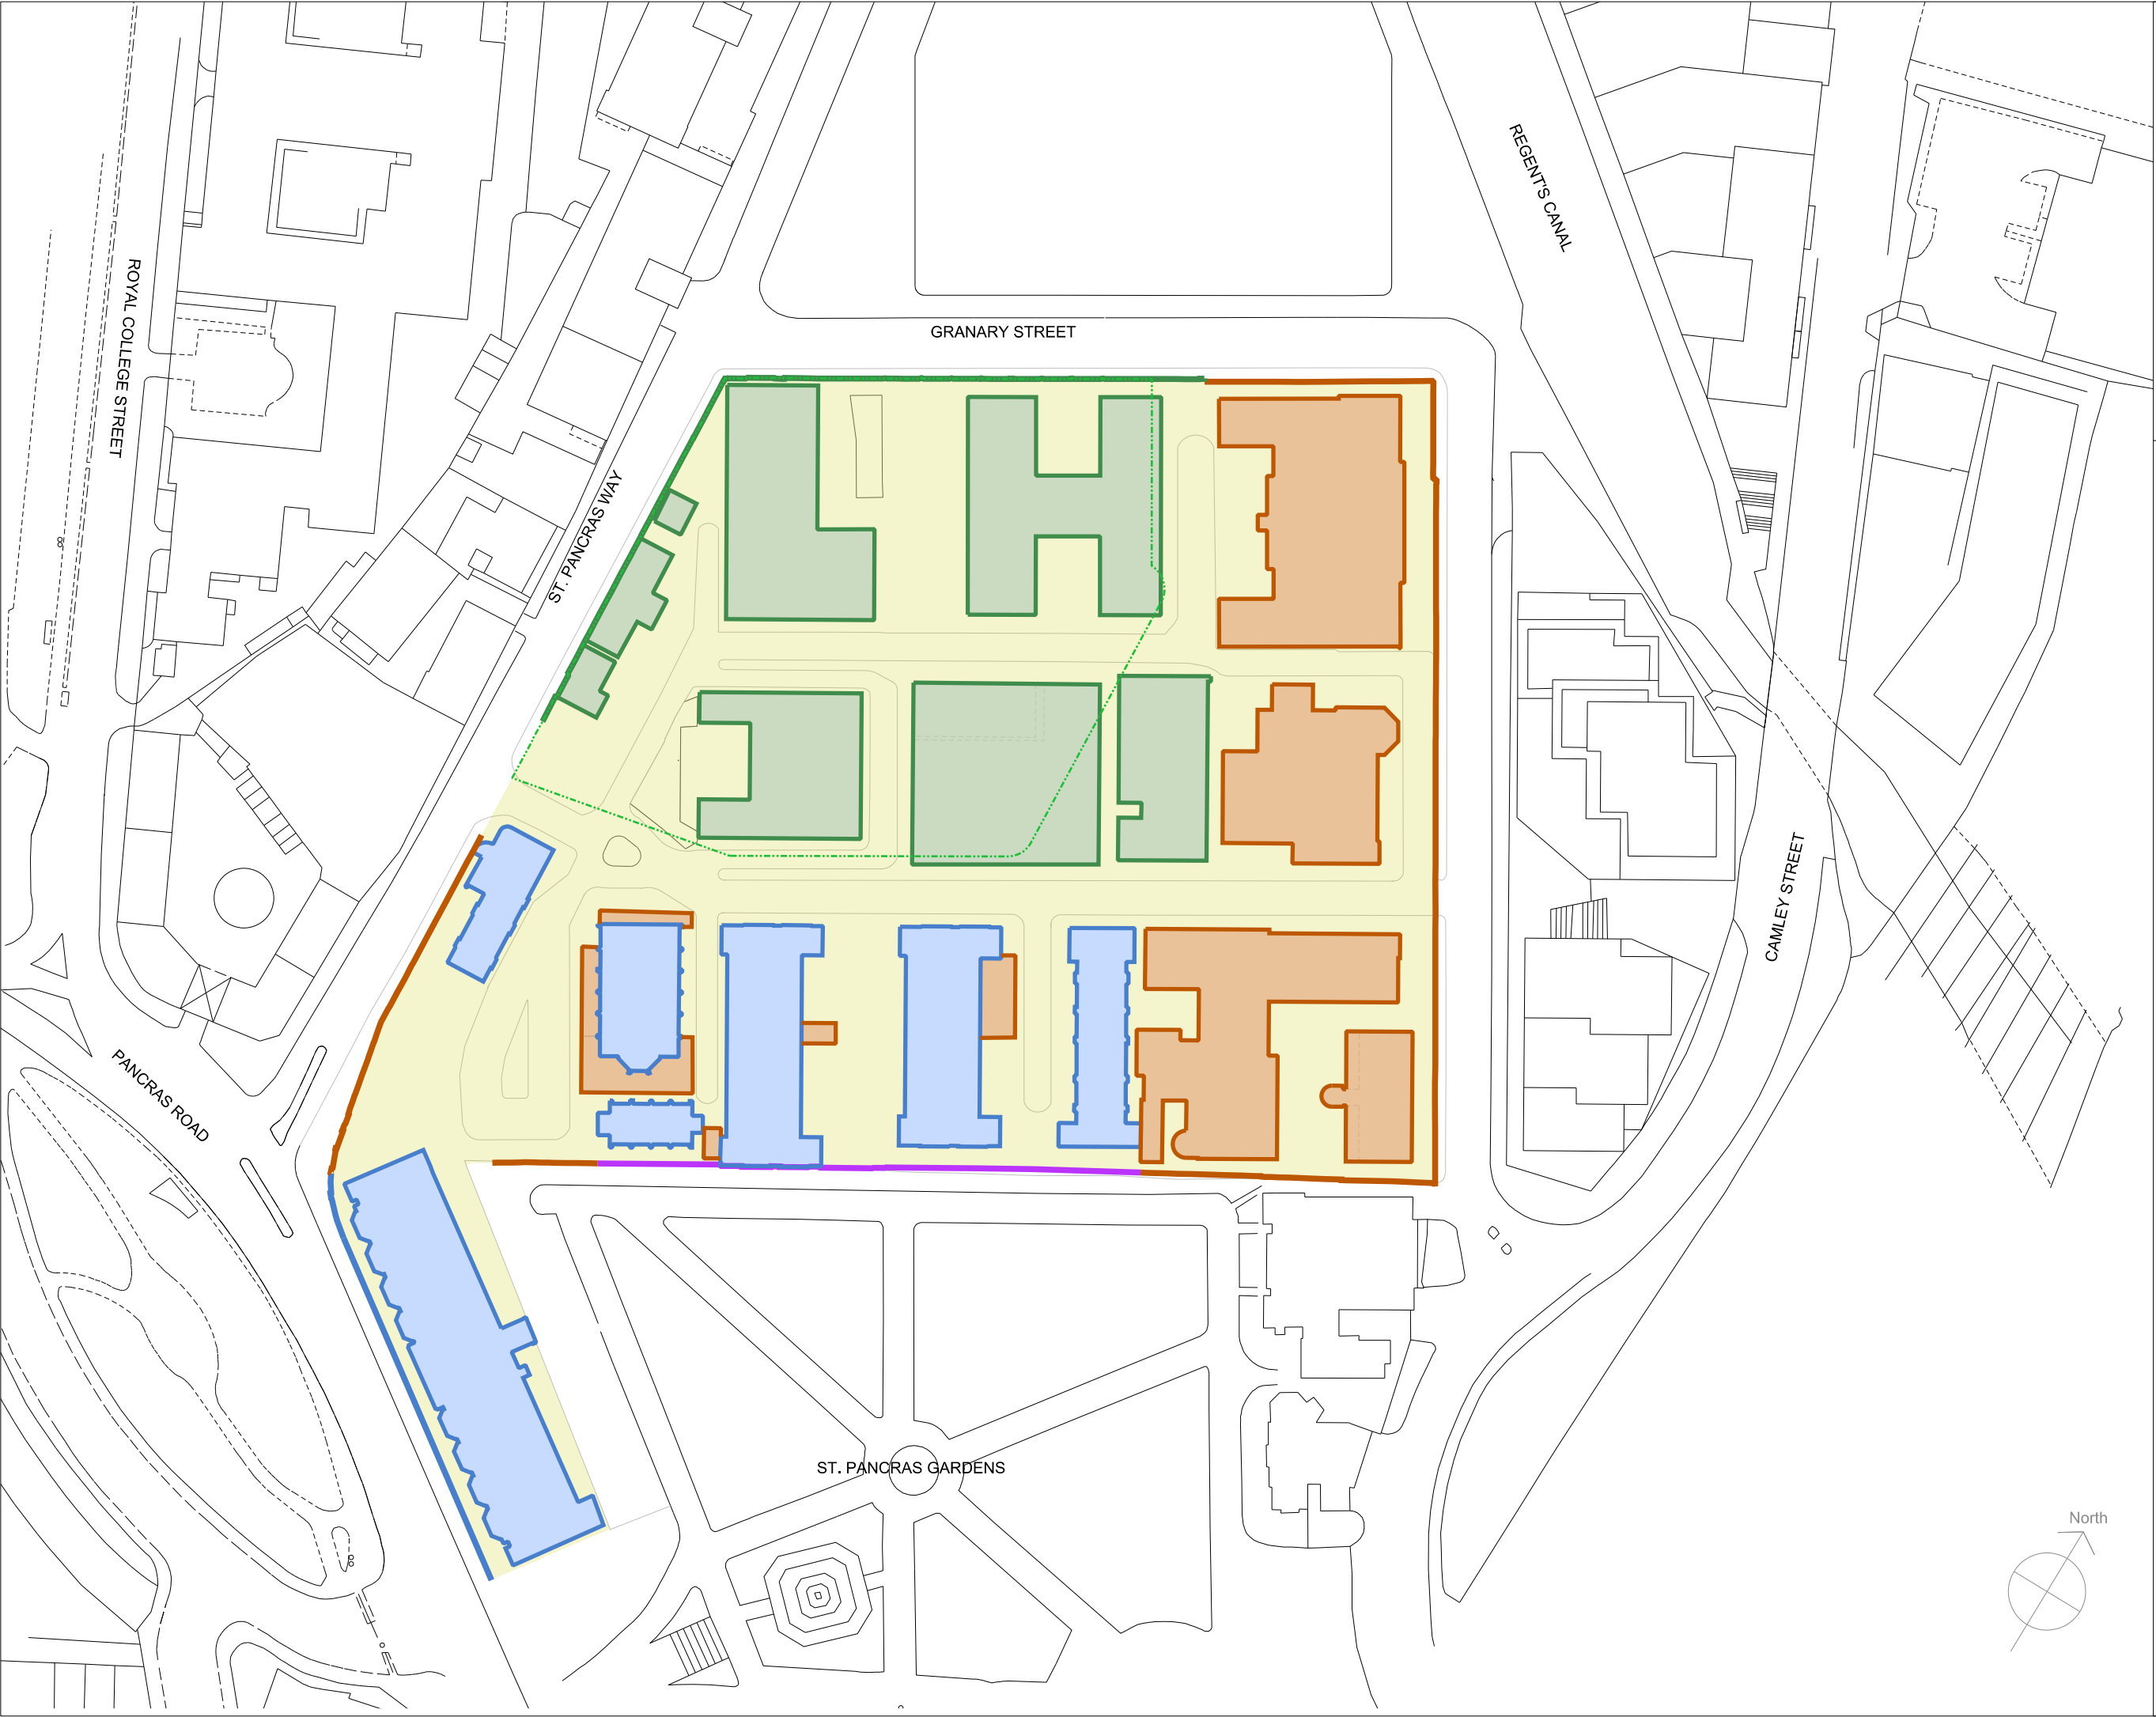 REGENT'S CANAL
ROYAL COLLEGE STREET
GRANARY STREET
ST. PANCRAS WAY
CAMLEY STREET
PANCRAS ROAD
ST. PANCRAS GARDENS
North